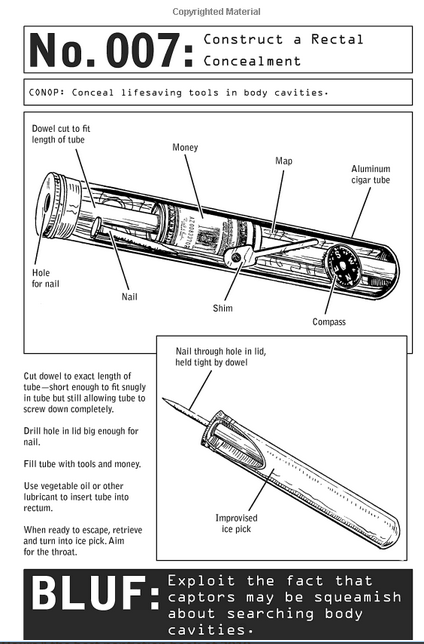 Copyrighted Material
No. 007:
Construct a Rectal
Concealment
CONOP: Conceal lifesaving tools in body cavities.
Dowel cut to fit
length of tube
Money
Map
Aluminum
cigar tube
Hole
for nail
Nail
Shim
Compass
Nail through hole in lid,
held tight by dowel
Improvised
ice pick
Cut dowel to exact length of
tube—short enough to fit snugly
in tube but still allowing tube to
screw down completely.
Drill hole in lid big enough for
nail.
Fill tube with tools and money.
Use vegetable oil or other
lubricant to insert tube into
rectum.
When ready to escape, retrieve
and turn into ice pick. Aim
for the throat.
BLUF:
Exploit the fact that
captors may be squeamish
about searching body
cavities.